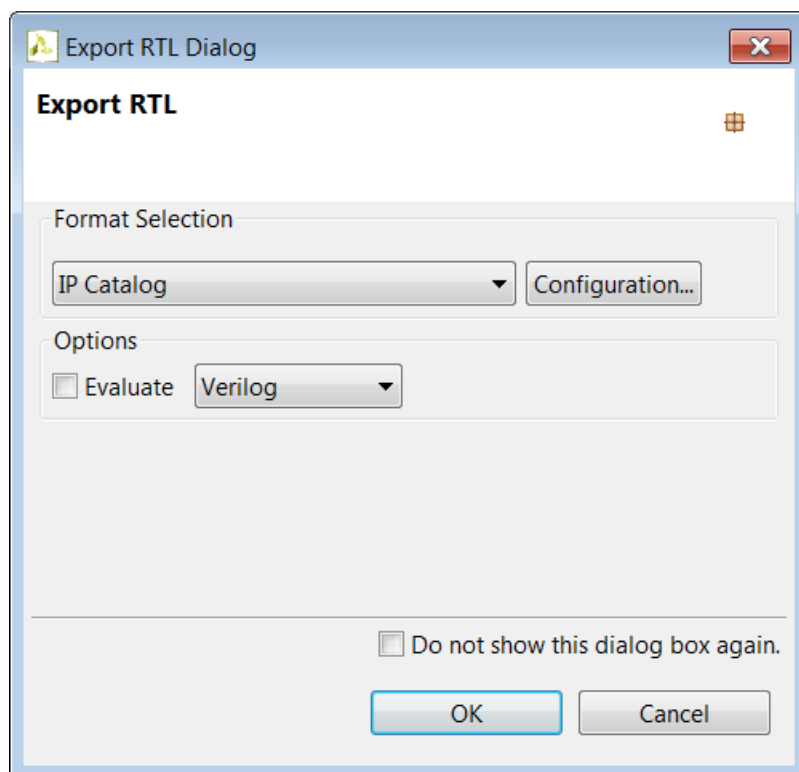 Export RTL Dialog
Export RTL
Format Selection
IP Catalog Configuration...
Options
Evaluate Verilog
Do not show this dialog box again.
OK Cancel